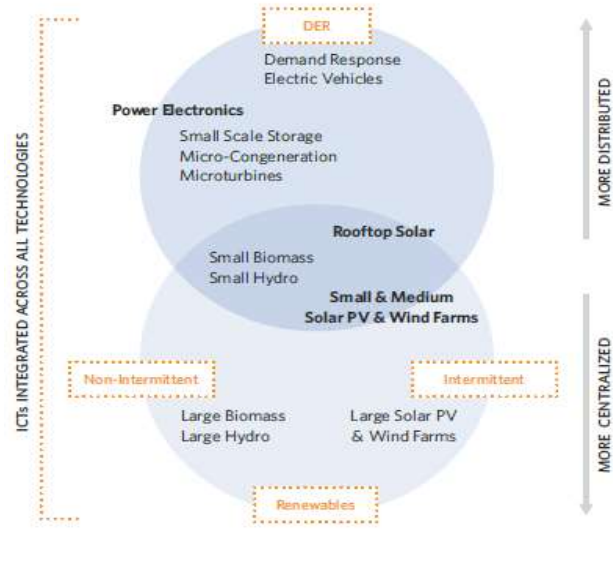 DER
Demand Response
Electric Vehicles
Power Electronics
Small Scale Storage
Micro-Congeneration
Microturbines
Rooftop Solar
Small Biomass
Small Hydro
Small & Medium
Solar PV & Wind Farms
Non-Intermittent
Intermittent
Large Biomass
Large Hydro
Large Solar PV
& Wind Farms
Renewables
ICTs INTEGRATED ACROSS ALL TECHNOLOGIES
MORE DISTRIBUTED
MORE CENTRALIZED